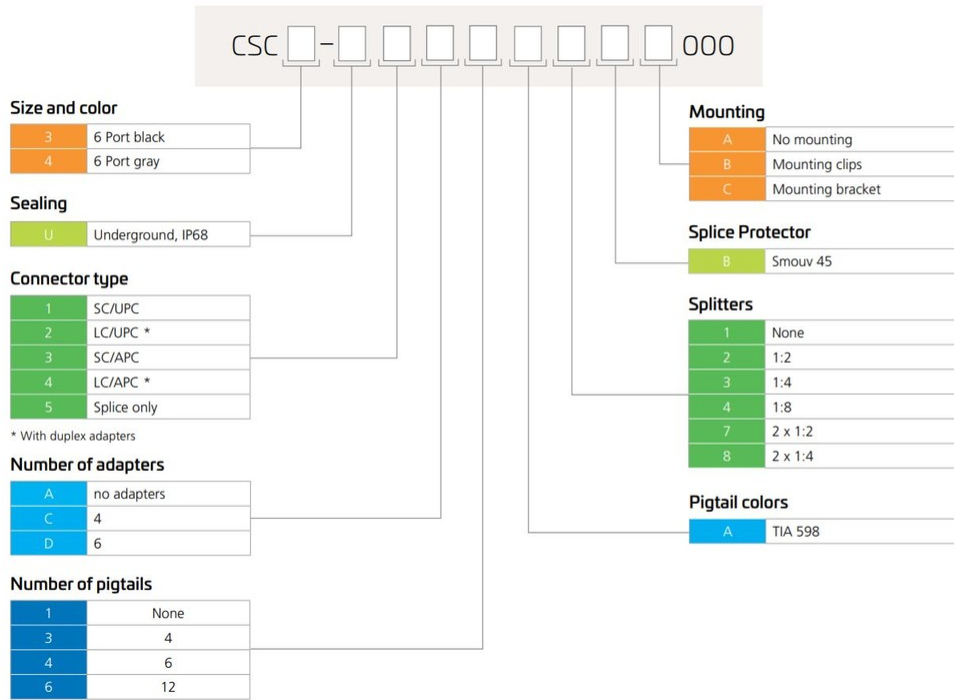 CSC - 000
Size and color
3 6 Port black
4 6 Port gray
Sealing
U Underground, IP68
Connector type
1 SC/UPC
2 LC/UPC *
3 SC/APC
4 LC/APC *
5 Splice only
* With duplex adapters
Number of adapters
A no adapters
C 4
D 6
Number of pigtails
1 None
3 4
4 6
6 12
Mounting
A No mounting
B Mounting clips
C Mounting bracket
Splice Protector
B Smouv 45
Splitters
1 None
2 1:2
3 1:4
4 1:8
7 2 x 1:2
8 2 x 1:4
Pigtail colors
A TIA 598